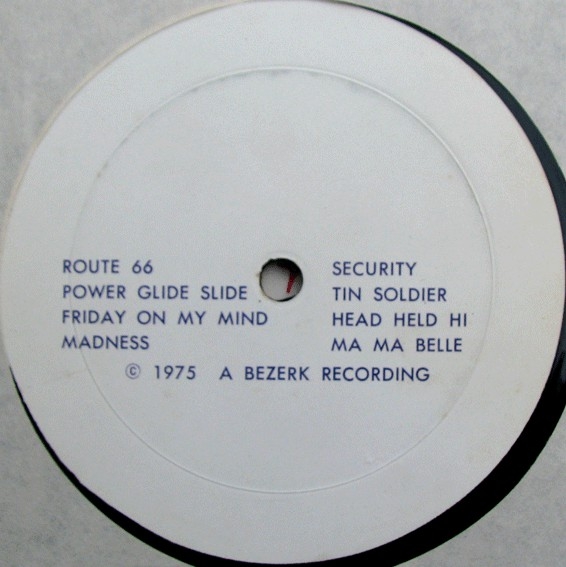 ROUTE 66
POWER GLIDE SLIDE
FRIDAY ON MY MIND
MADNESS
SECURITY
TIN SOLDIER
HEAD HELD HI
MA MA BELLE
© 1975 A BEZERK RECORDING